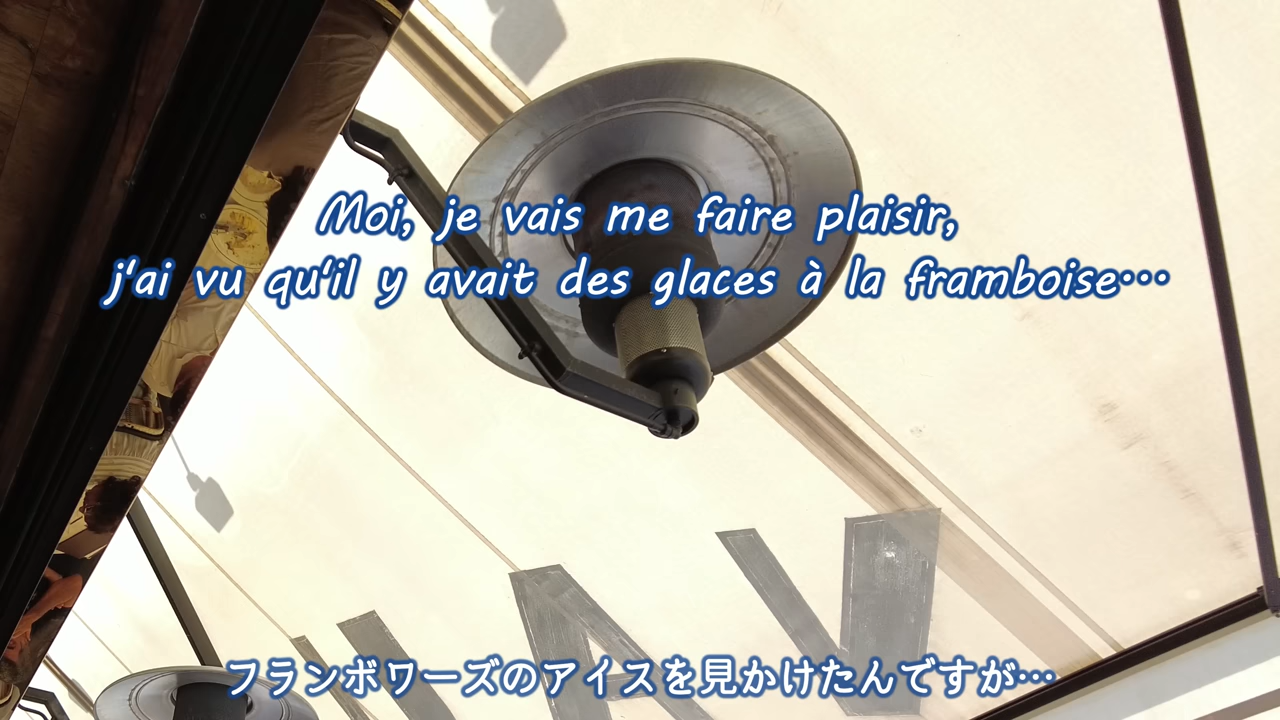 Moi, je vais me faire plaisir,
j'ai vu qu'il y avait des glaces à la framboise…
フランボワーズのアイスを見かけたんですが…